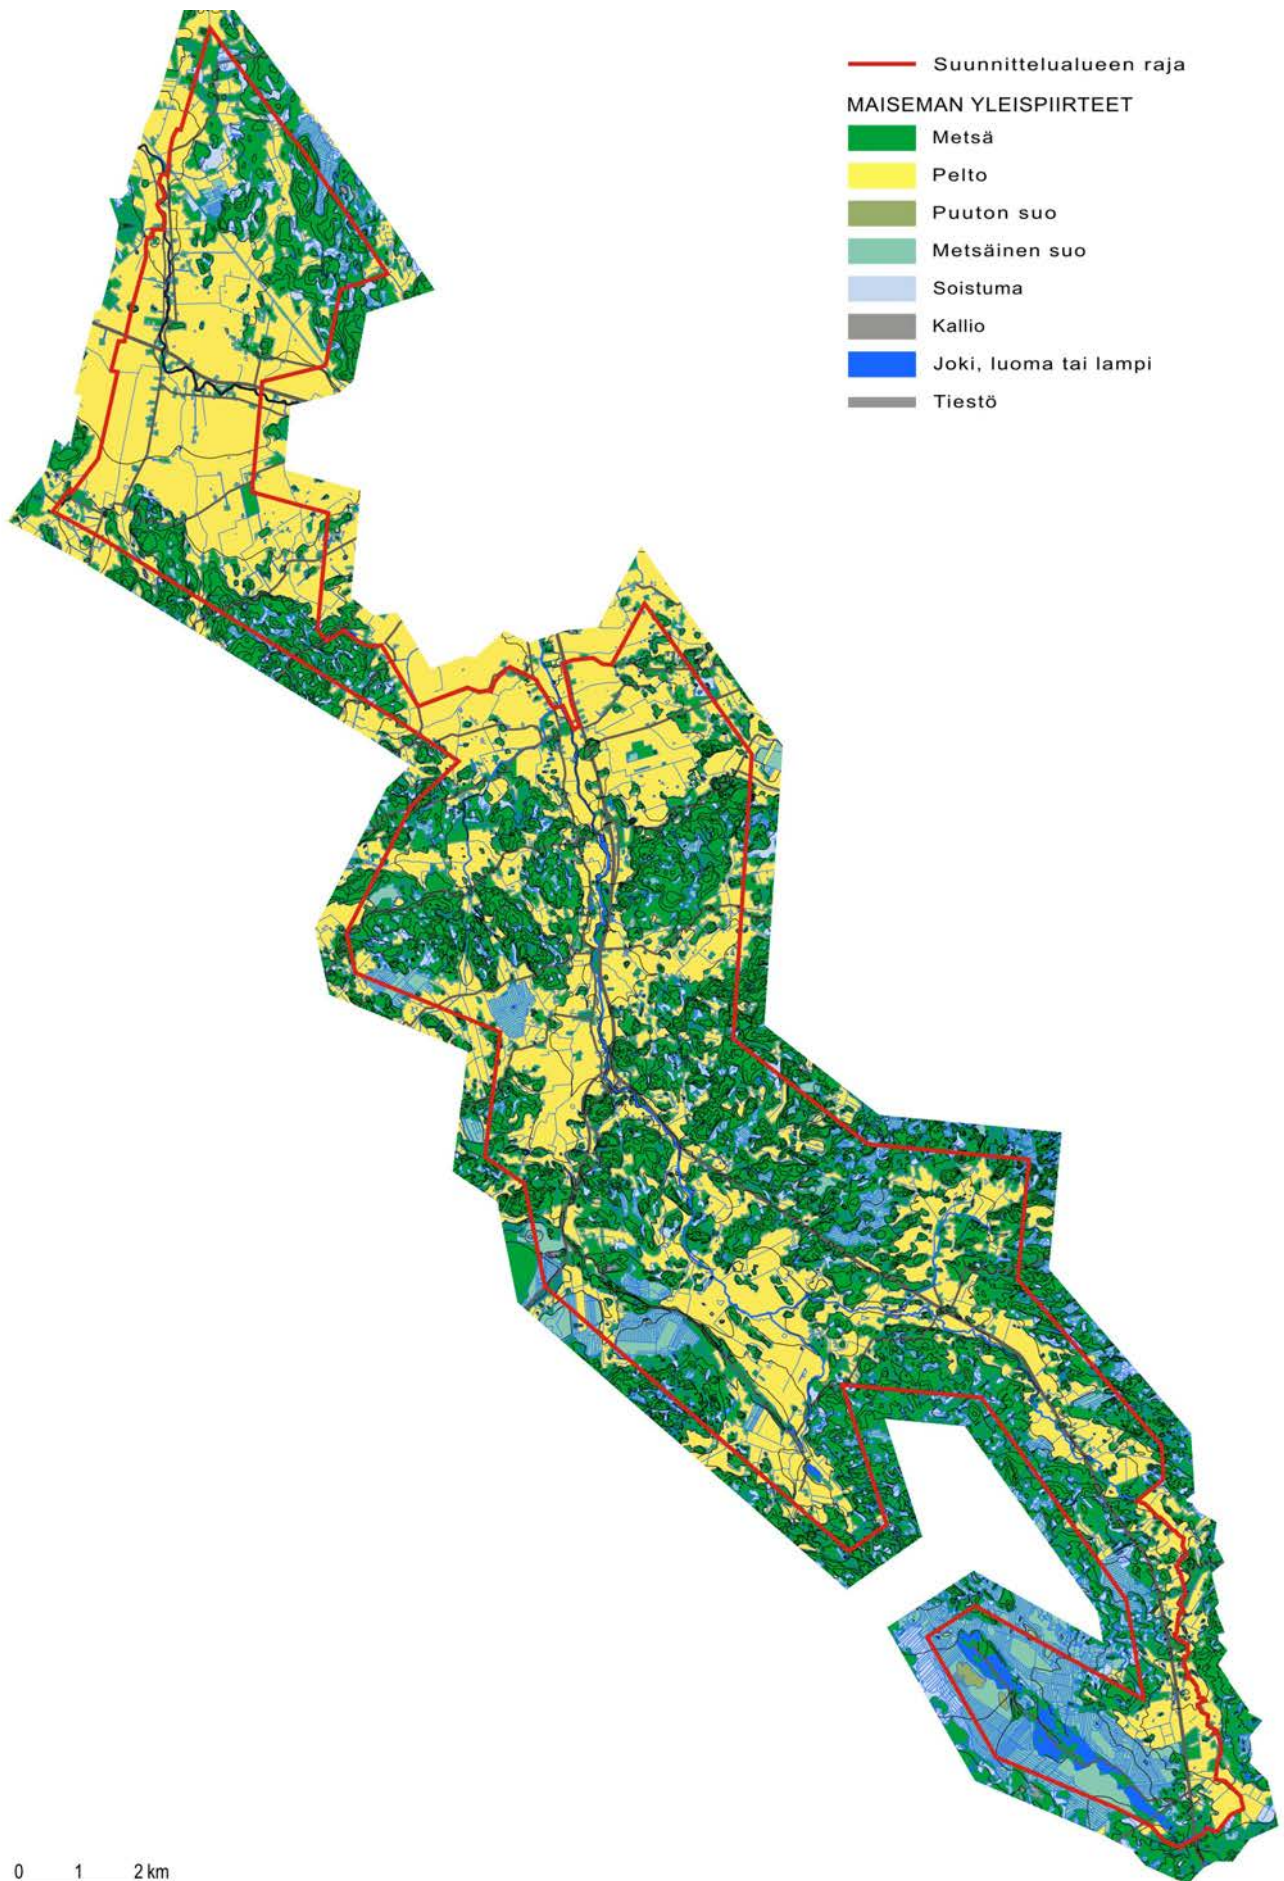 Suunnittelualueen raja
MAISEMAN YLEISPIIRTEET
Metsä
Pelto
Puuton suo
Metsäinen suo
Soistuma
Kallio
Joki, luoma tai lampi
Tiestö
0 1 2 km